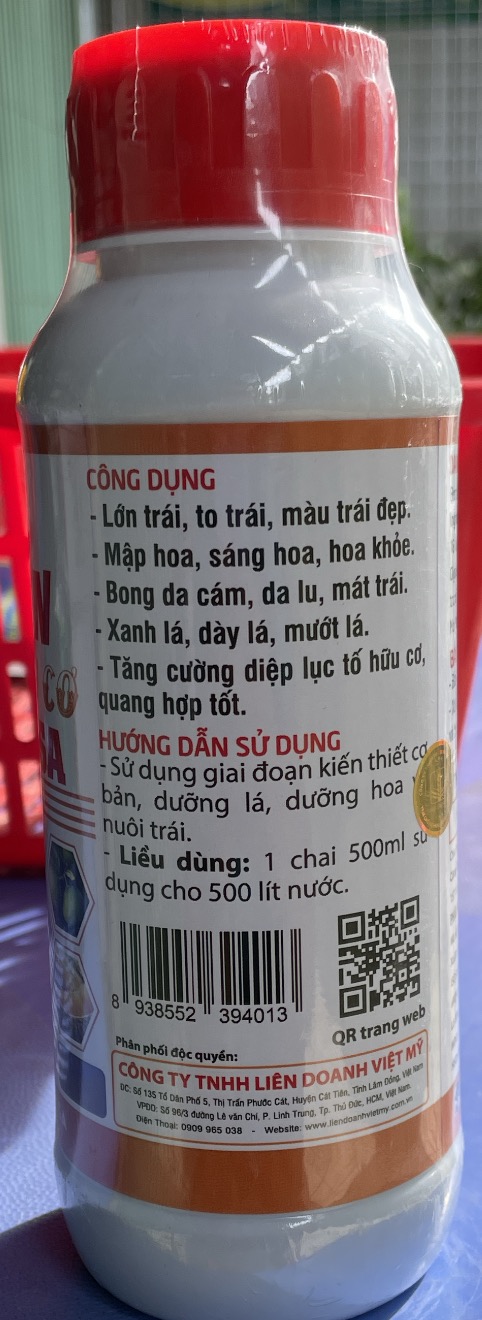 CÔNG DỤNG
- Lớn trái, to trái, màu trái đẹp.
- Mập hoa, sáng hoa, hoa khỏe.
- Bong da cám, da lu, mát trái.
- Xanh lá, dày lá, mướt lá.
- Tăng cường diệp lục tố hữu cơ,
quang hợp tốt.
CƠ
HƯỚNG DẪN SỬ DỤNG
- Sử dụng giai đoạn kiến thiết cơ
bản, dưỡng lá, dưỡng hoa
nuôi trái.
- Liều dùng: 1 chai 500ml sử
dụng cho 500 lít nước.
8 938552 394013
QR trang web
Phân phối độc quyền:
CÔNG TY TNHH LIÊN DOANH VIỆT MỸ
ĐC: Số 135 Tổ Dân Phố 5, Thị Trấn Phước Cát, Huyện Cát Tiên, Tỉnh Lâm Đồng, Việt Nam
VPĐD: Số 96/3 đường Lê văn Chí, P. Linh Trung, Tp. Thủ Đức, HCM, Việt Nam.
Điện Thoại: 0909 965 038 - Website: www.liendoanhvietmy.com.vn